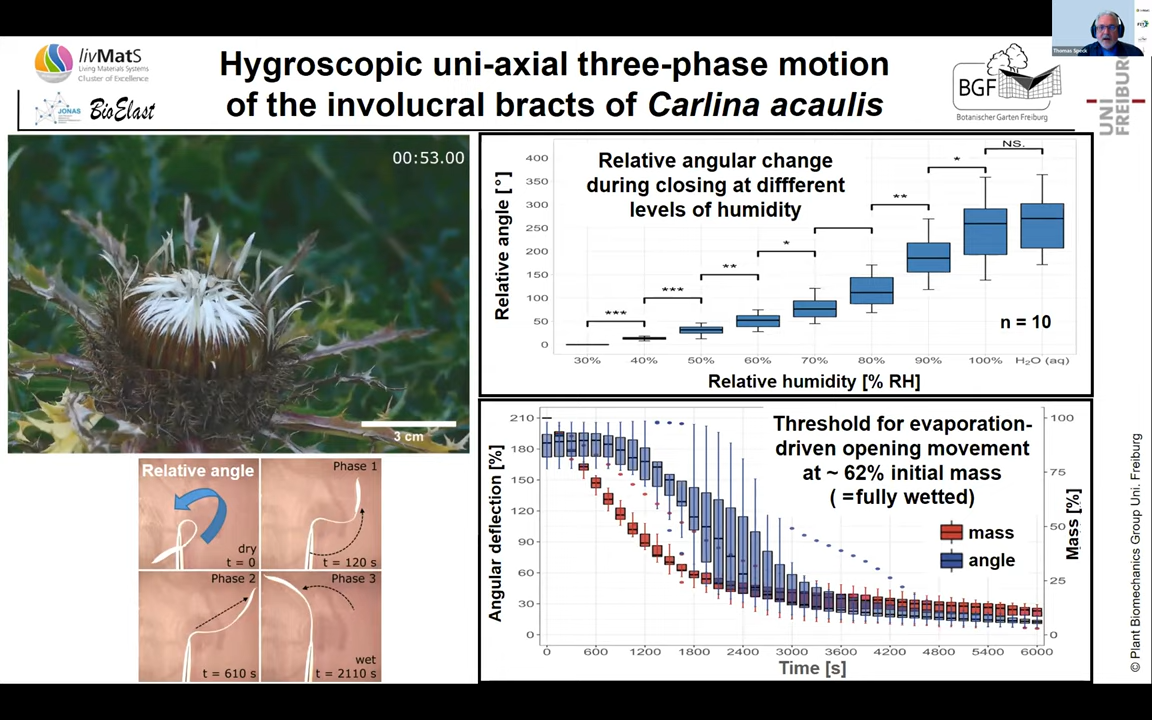 Thomas Speck
livMatS
Living Materials Systems
Cluster of Excellence
JONAS
BioElast
Hygroscopic uni-axial three-phase motion
of the involucral bracts of Carlina acaulis
BGF
Botanischer Garten Freiburg
UNI
FREIBURG
00:53.00
3 cm
Relative angle
dry
t = 0
Phase 1
t = 120 s
Phase 2
t = 610 s
Phase 3
wet
t = 2110 s
Relative angular change
during closing at diffferent
levels of humidity
Relative angle [°]
400
350
300
250
200
150
100
50
0
***
***
**
*
**
*
NS.
n = 10
30% 40% 50% 60% 70% 80% 90% 100% H₂O (aq)
Relative humidity [% RH]
Threshold for evaporation-
driven opening movement
at ~ 62% initial mass
( =fully wetted)
mass
angle
Angular deflection [%]
210
180
150
120
90
60
30
0
Mass [%]
100
75
50
25
0
0 600 1200 1800 2400 3000 3600 4200 4800 5400 6000
Time [s]
© Plant Biomechanics Group Uni. Freiburg